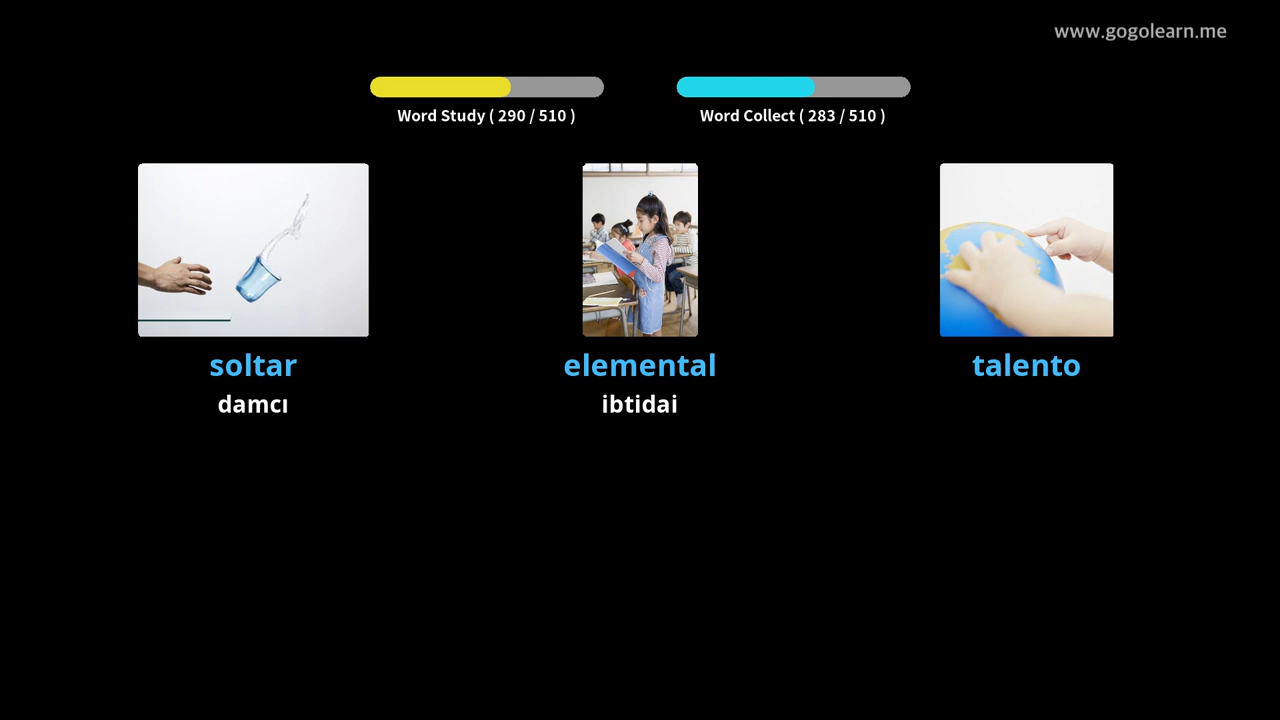 www.gogolearn.me
Word Study ( 290 / 510 )
Word Collect ( 283 / 510 )
soltar
damcı
elemental
ibtidai
talento